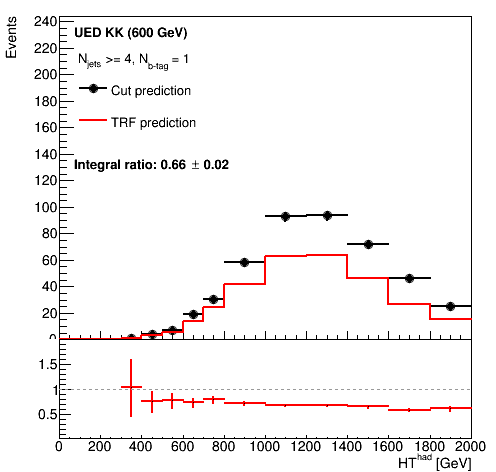 Events
240
220
200
180
160
140
120
100
80
60
40
20
0
UED KK (600 GeV)
Njets >= 4, Nb-tag = 1
Cut prediction
TRF prediction
Integral ratio: 0.66 ± 0.02
1.5
1
0.5
0 200 400 600 800 1000 1200 1400 1600 1800 2000
HT^had [GeV]